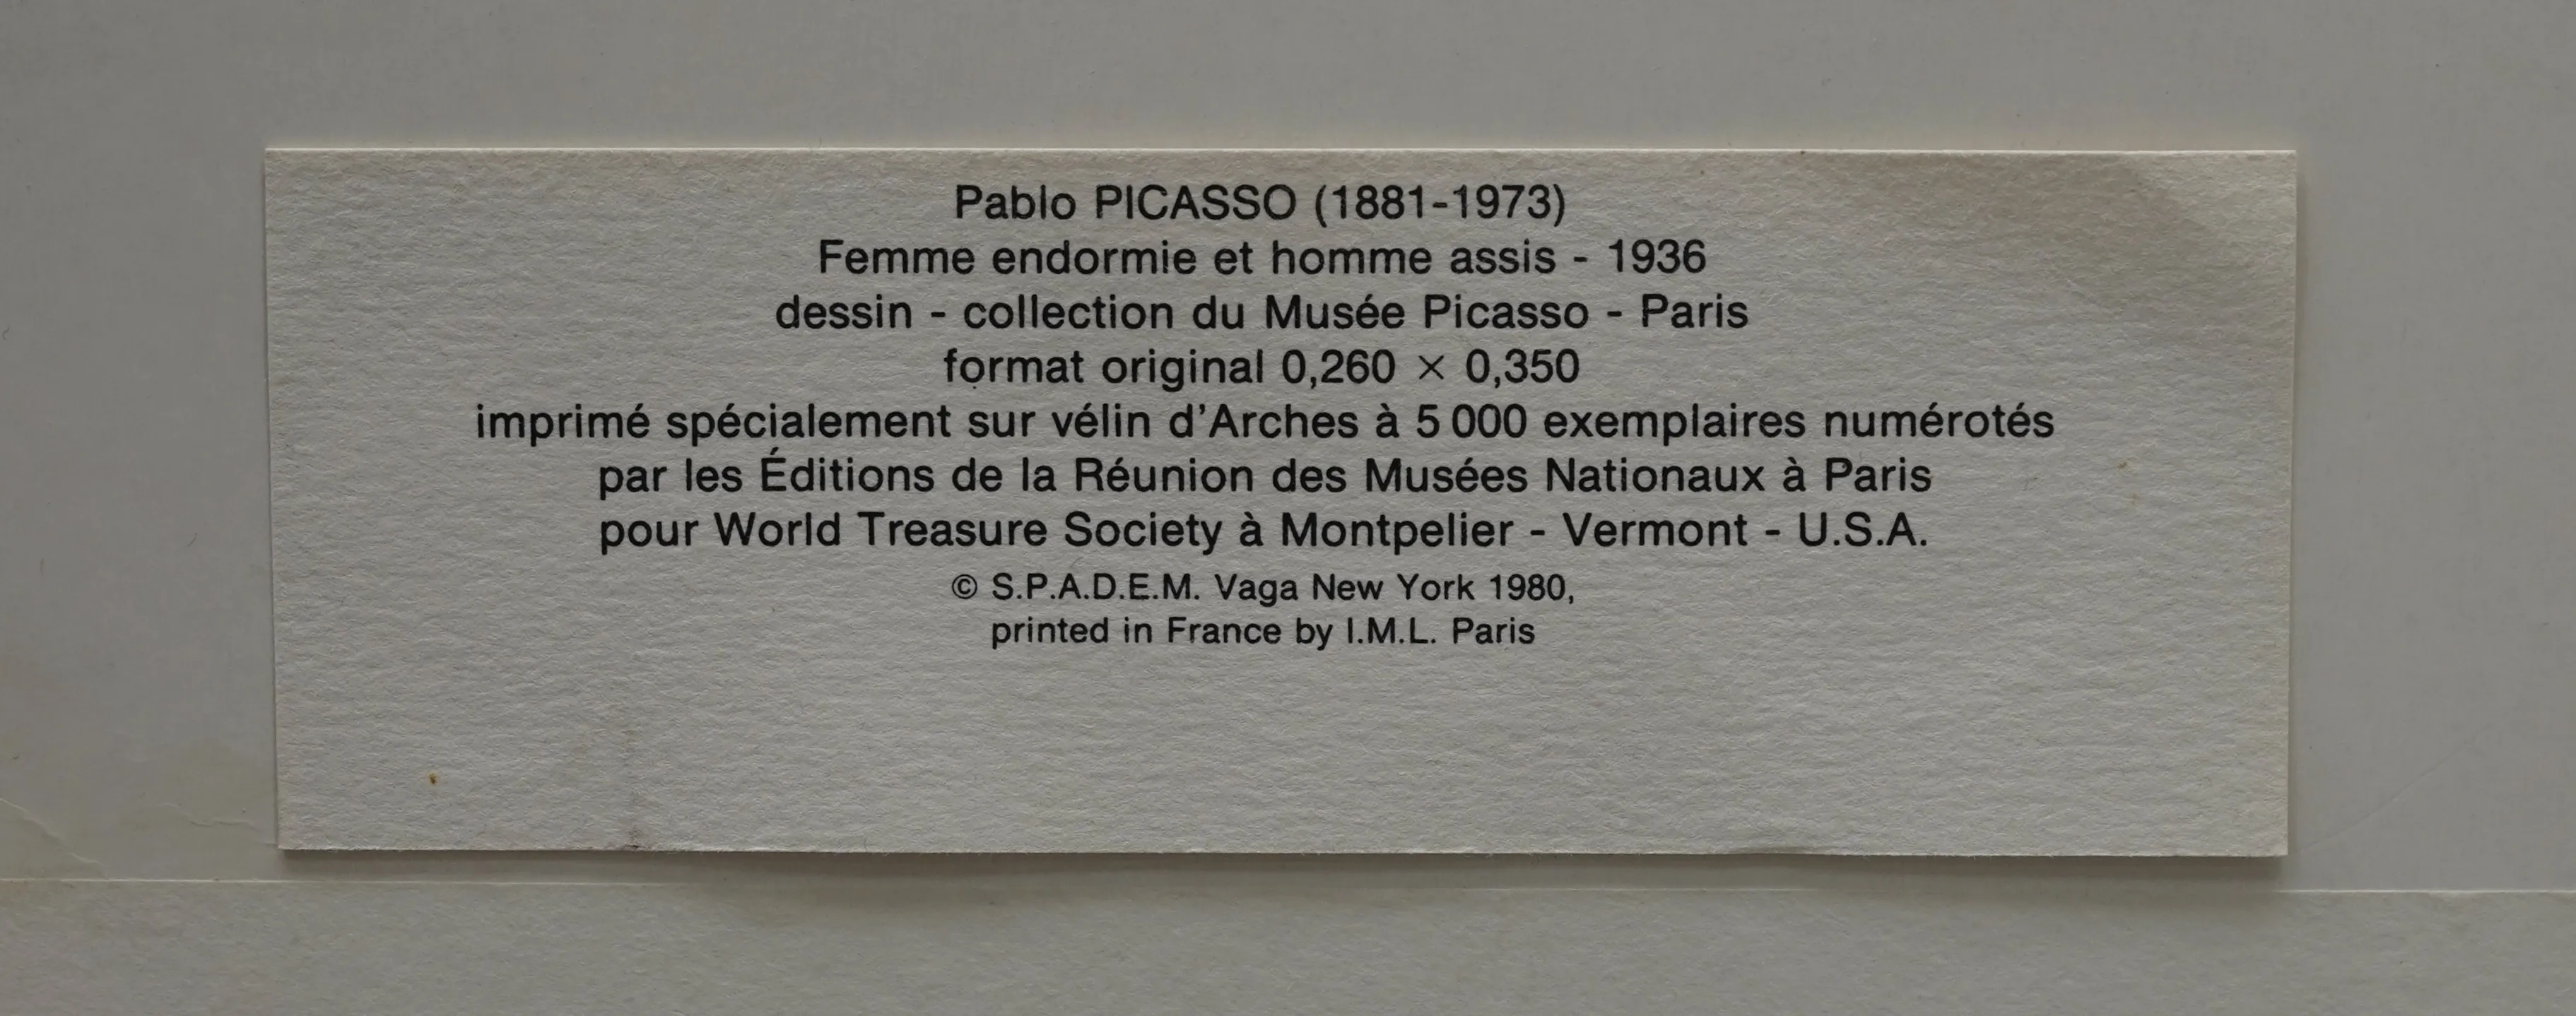 Pablo PICASSO (1881-1973)
Femme endormie et homme assis - 1936
dessin - collection du Musée Picasso - Paris
format original 0,260 × 0,350
imprimé spécialement sur vélin d'Arches à 5 000 exemplaires numérotés
par les Éditions de la Réunion des Musées Nationaux à Paris
pour World Treasure Society à Montpelier - Vermont - U.S.A.
© S.P.A.D.E.M. Vaga New York 1980,
printed in France by I.M.L. Paris